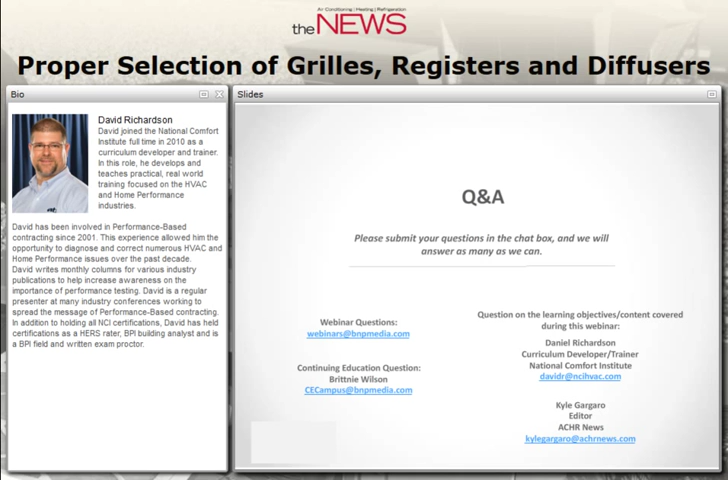 Air Conditioning | Heating | Refrigeration
the NEWS
Proper Selection of Grilles, Registers and Diffusers
Bio
David Richardson
David joined the National Comfort
Institute full time in 2010 as a
curriculum developer and trainer.
In this role, he develops and
teaches practical, real world
training focused on the HVAC
and Home Performance
industries.
David has been involved in Performance-Based
contracting since 2001. This experience allowed him the
opportunity to diagnose and correct numerous HVAC and
Home Performance issues over the past decade.
David writes monthly columns for various industry
publications to help increase awareness on the
importance of performance testing. David is a regular
presenter at many industry conferences working to
spread the message of Performance-Based contracting.
In addition to holding all NCI certifications, David has held
certifications as a HERS rater, BPI building analyst and is
a BPI field and written exam proctor.
Slides
Q&A
Please submit your questions in the chat box, and we will
answer as many as we can.
Webinar Questions:
webinars@bnpmedia.com
Continuing Education Question:
Brittnie Wilson
CECampus@bnpmedia.com
Question on the learning objectives/content covered
during this webinar:
Daniel Richardson
Curriculum Developer/Trainer
National Comfort Institute
davidr@ncihvac.com
Kyle Gargaro
Editor
ACHR News
kylegargaro@achrnews.com